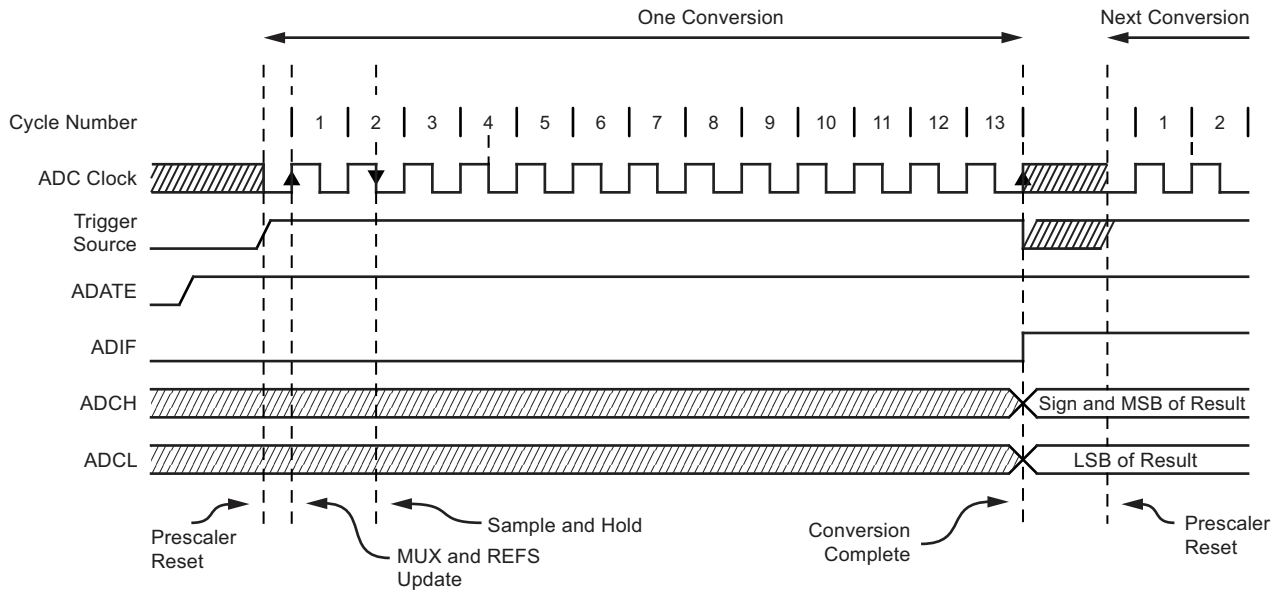 One Conversion
Next Conversion
Cycle Number
1 2 3 4 5 6 7 8 9 10 11 12 13 1 2
ADC Clock
Trigger
Source
ADATE
ADIF
ADCH
Sign and MSB of Result
ADCL
LSB of Result
Prescaler
Reset
MUX and REFS
Update
Sample and Hold
Conversion
Complete
Prescaler
Reset